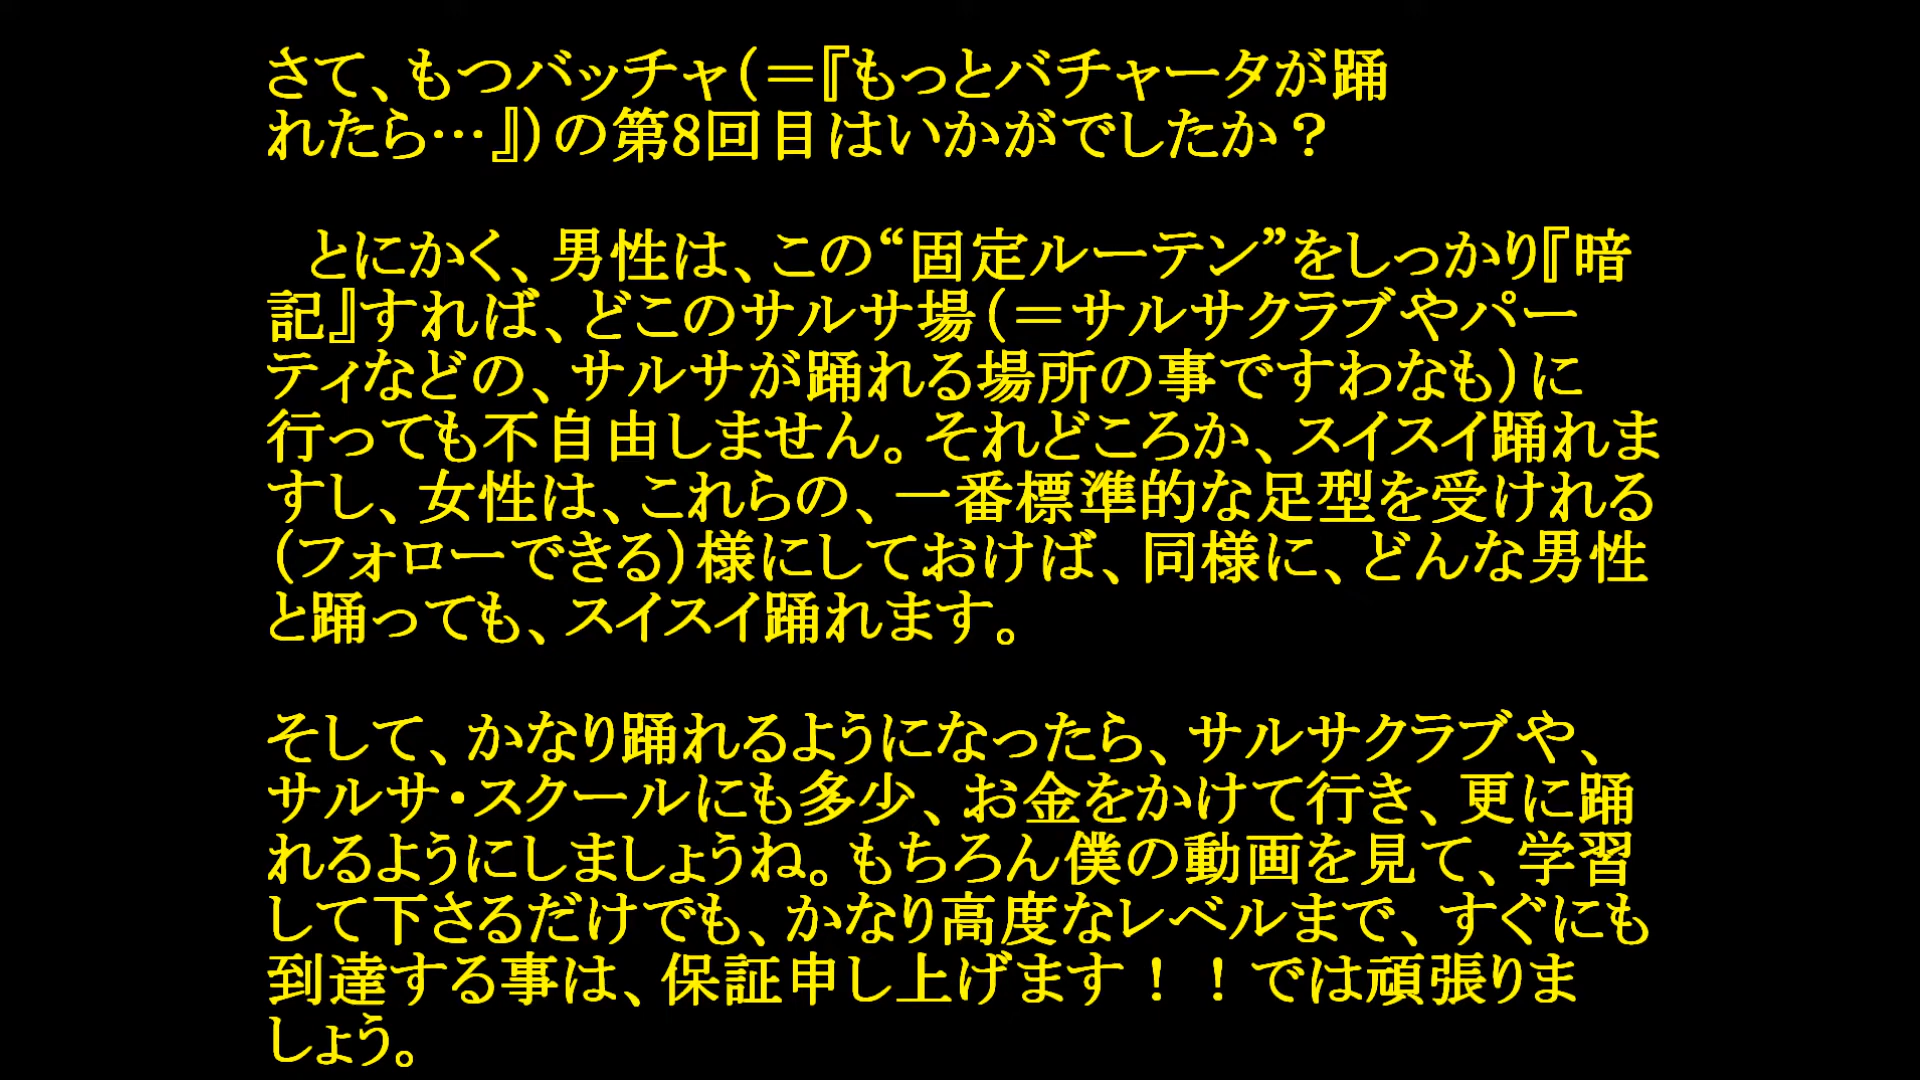 さて、もつバッチャ(=『もっとバチャータが踊
れたら…』)の第8回目はいかがでしたか?
とにかく、男性は、この“固定ルーテン”をしっかり『暗
記』すれば、どこのサルサ場(=サルサクラブやパー
ティなどの、サルサが踊れる場所の事ですわなも)に
行っても不自由しません。それどころか、スイスイ踊れま
すし、女性は、これらの、一番標準的な足型を受けれる
(フォローできる)様にしておけば、同様に、どんな男性
と踊っても、スイスイ踊れます。
そして、かなり踊れるようになったら、サルサクラブや、
サルサ・スクールにも多少、お金をかけて行き、更に踊
れるようにしましょうね。もちろん僕の動画を見て、学習
して下さるだけでも、かなり高度なレベルまで、すぐにも
到達する事は、保証申し上げます!!では頑張りま
しょう。